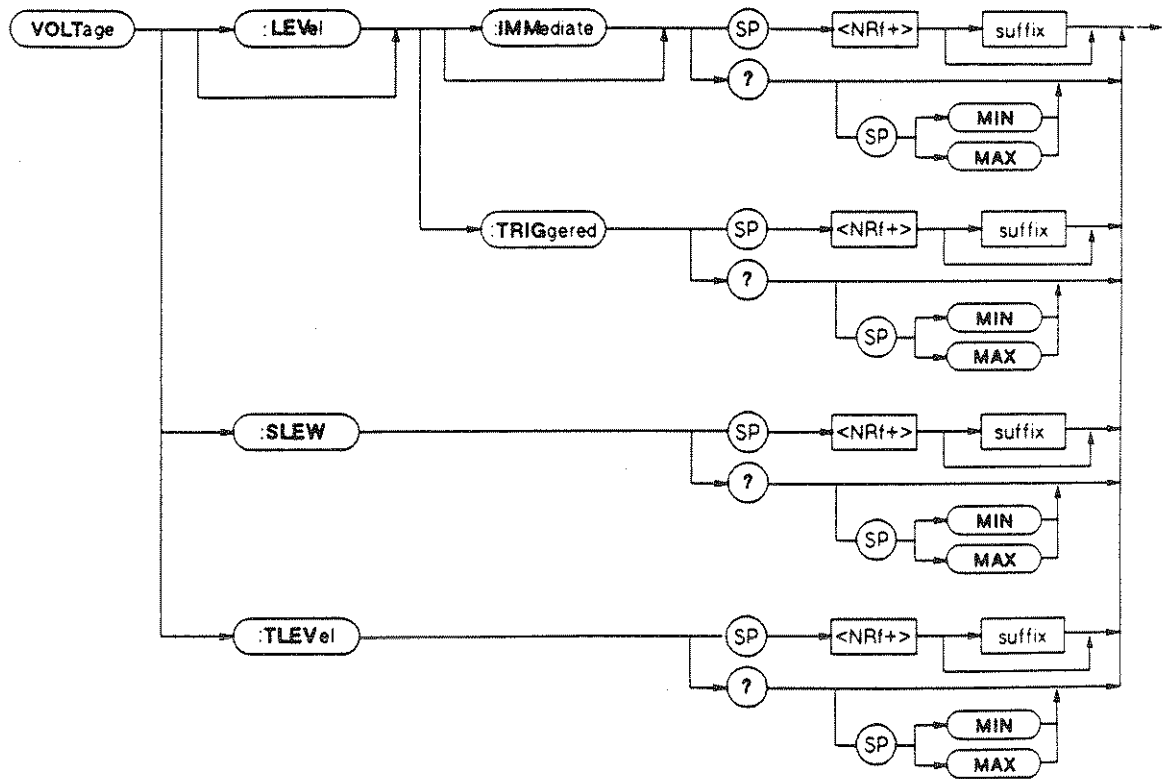 VOLTage :LEVel :IMMediate SP <NRf+> suffix
?
SP MIN
MAX
:TRIGgered SP <NRf+> suffix
?
SP MIN
MAX
:SLEW SP <NRf+> suffix
?
SP MIN
MAX
:TLEVel SP <NRf+> suffix
?
SP MIN
MAX